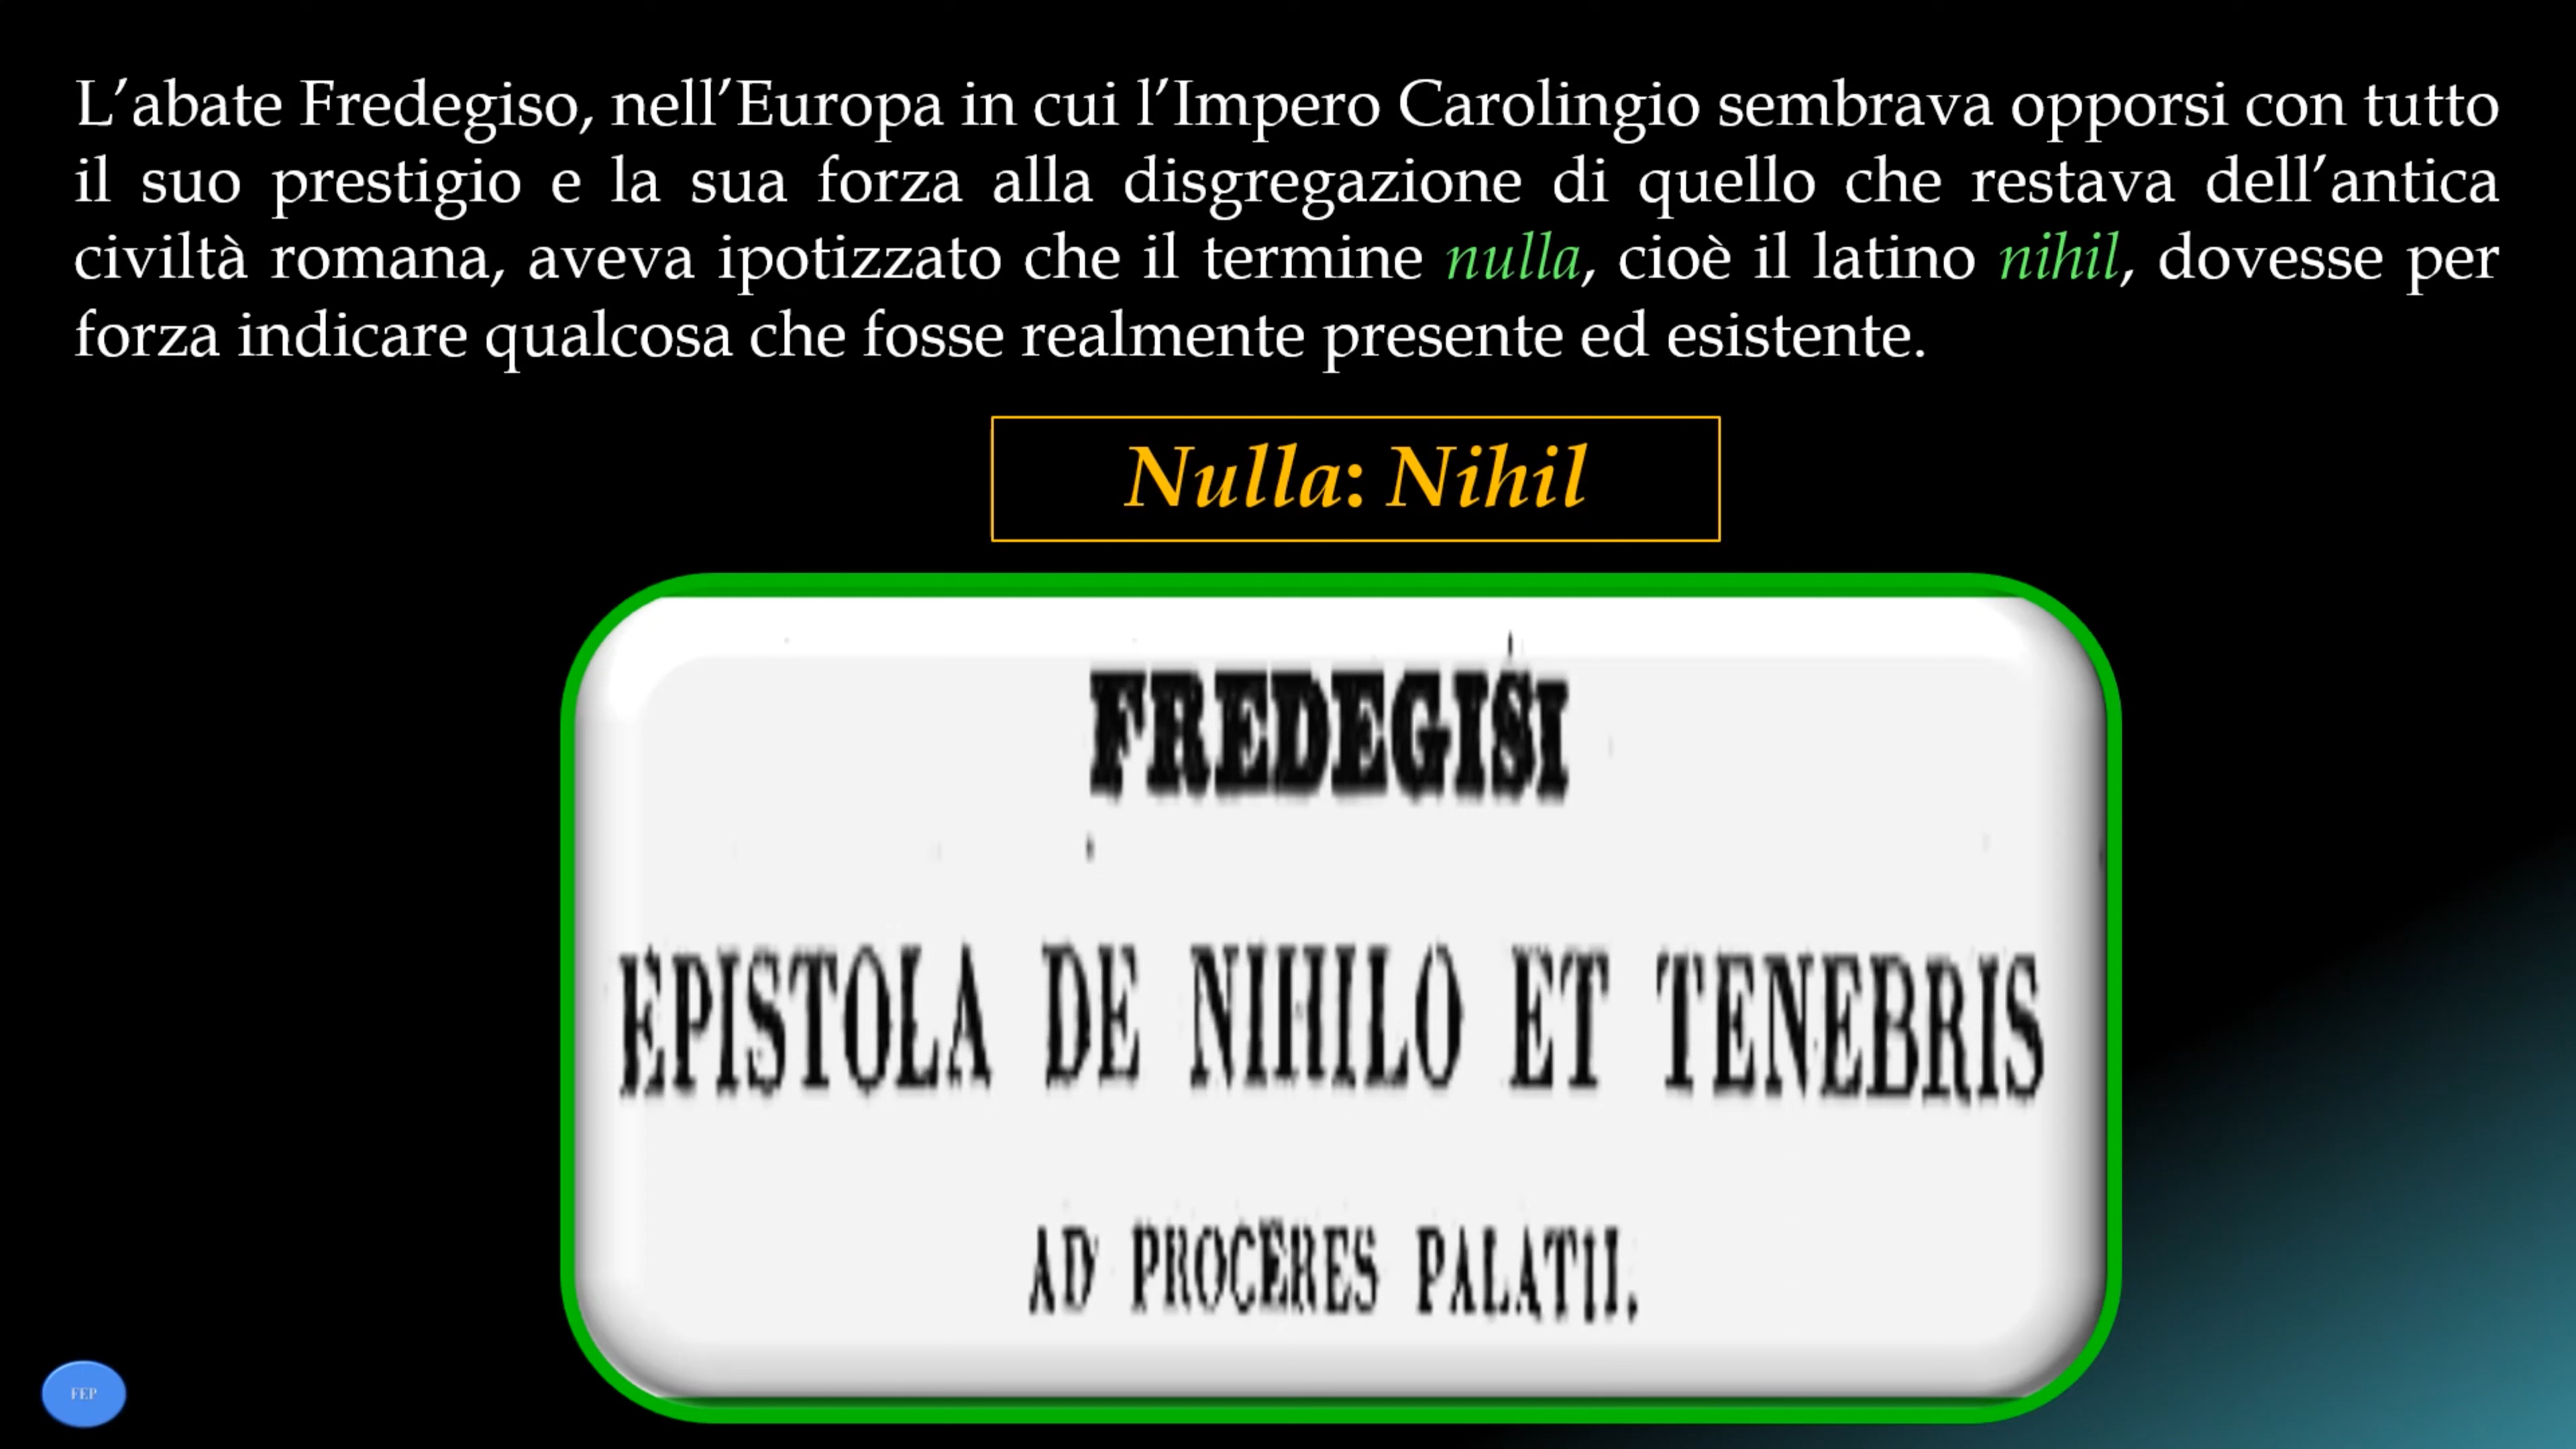 L’abate Fredegiso, nell’Europa in cui l’Impero Carolingio sembrava opporsi con tutto
il suo prestigio e la sua forza alla disgregazione di quello che restava dell’antica
civiltà romana, aveva ipotizzato che il termine nulla, cioè il latino nihil, dovesse per
forza indicare qualcosa che fosse realmente presente ed esistente.
Nulla: Nihil
FREDEGISI
EPISTOLA DE NIHILO ET TENEBRIS
AD PROCERES PALATII.
FEP